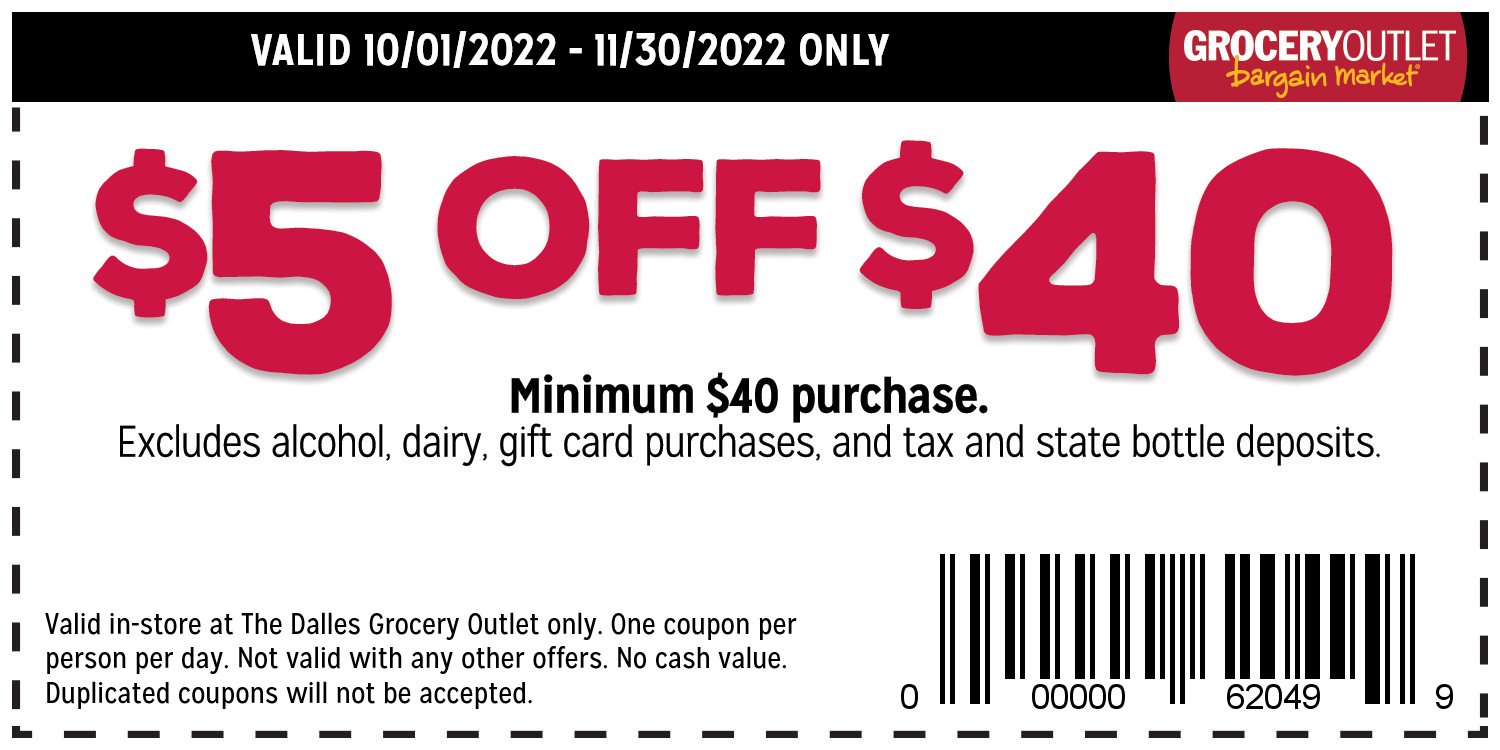 VALID 10/01/2022 - 11/30/2022 ONLY
GROCERYOUTLET
bargain market®
$5 OFF $40
Minimum $40 purchase.
Excludes alcohol, dairy, gift card purchases, and tax and state bottle deposits.
Valid in-store at The Dalles Grocery Outlet only. One coupon per
person per day. Not valid with any other offers. No cash value.
Duplicated coupons will not be accepted.
0 00000 62049 9